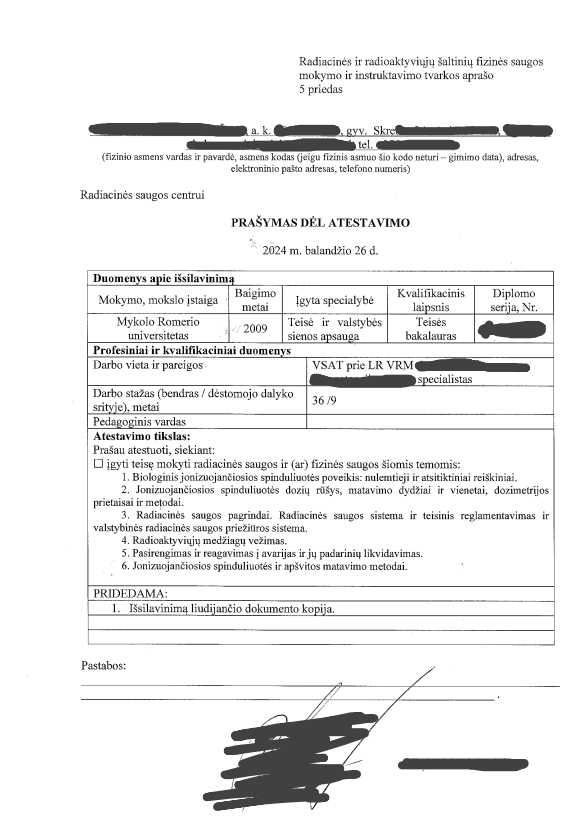 Radiacinės ir radioaktyviųjų šaltinių fizinės saugos
mokymo ir instruktavimo tvarkos aprašo
5 priedas
, a. k. , gyv. Skre
tel.
(fizinio asmens vardas ir pavardė, asmens kodas (jeigu fizinis asmuo šio kodo neturi – gimimo data), adresas,
elektroninio pašto adresas, telefono numeris)
Radiacinės saugos centrui
PRAŠYMAS DĖL ATESTAVIMO
2024 m. balandžio 26 d.
Duomenys apie išsilavinimą
Mokymo, mokslo įstaiga
Baigimo metai
Įgyta specialybė
Kvalifikacinis laipsnis
Diplomo serija, Nr.
Mykolo Romerio universitetas
2009
Teisė ir valstybės sienos apsauga
Teisės bakalauras
Profesiniai ir kvalifikaciniai duomenys
Darbo vieta ir pareigos
VSAT prie LR VRM
specialistas
Darbo stažas (bendras / dėstomojo dalyko
srityje), metai
36 /9
Pedagoginis vardas
Atestavimo tikslas:
Prašau atestuoti, siekiant:
☐ įgyti teisę mokyti radiacinės saugos ir (ar) fizinės saugos šiomis temomis:
1. Biologinis jonizuojančiosios spinduliuotės poveikis: nulemtieji ir atsitiktiniai reiškiniai.
2. Jonizuojančiosios spinduliuotės dozių rūšys, matavimo dydžiai ir vienetai, dozimetrijos
prietaisai ir metodai.
3. Radiacinės saugos pagrindai. Radiacinės saugos sistema ir teisinis reglamentavimas ir
valstybinės radiacinės saugos priežiūros sistema.
4. Radioaktyviųjų medžiagų vežimas.
5. Pasirengimas ir reagavimas į avarijas ir jų padarinių likvidavimas.
6. Jonizuojančiosios spinduliuotės ir apšvitos matavimo metodai.
PRIDEDAMA:
1. Išsilavinimą liudijančio dokumento kopija.
Pastabos: